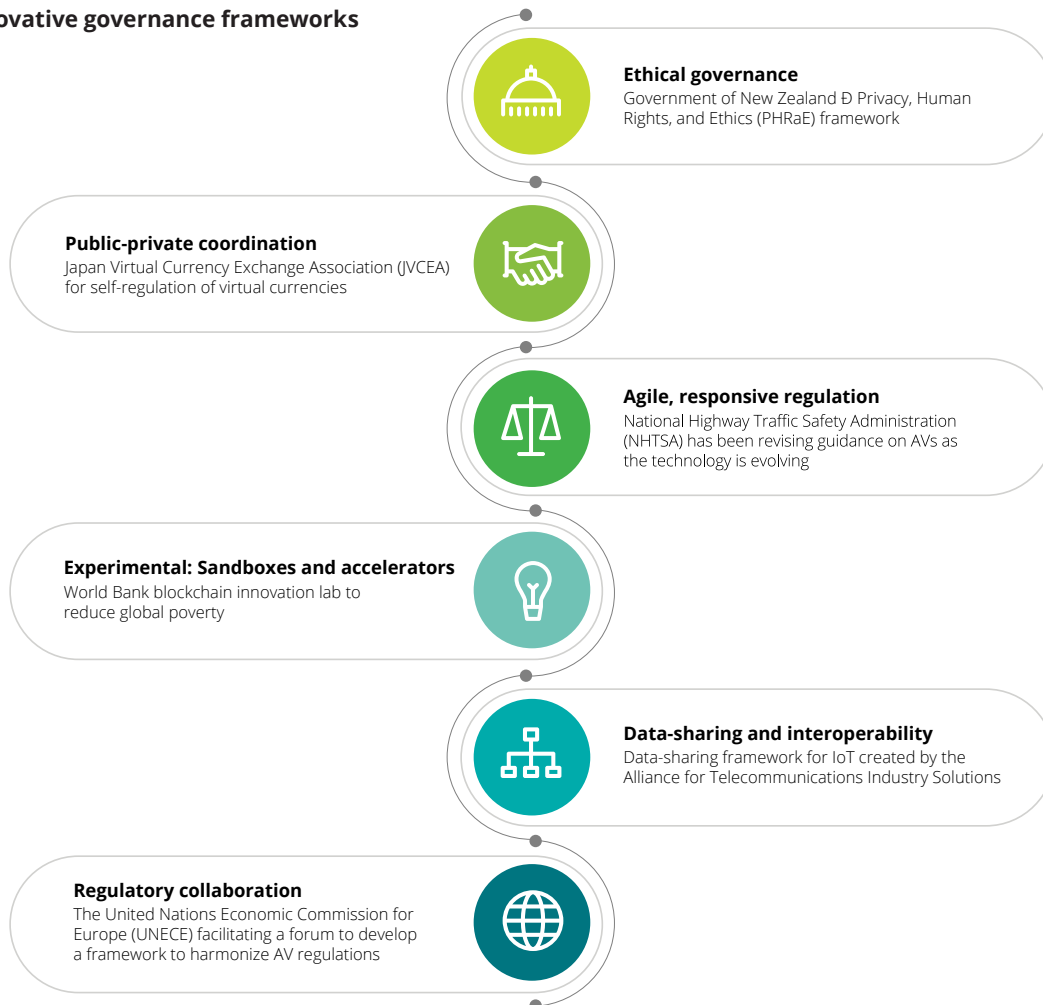 ovative governance frameworks
Ethical governance
Government of New Zealand Ð Privacy, Human
Rights, and Ethics (PHRaE) framework
Public-private coordination
Japan Virtual Currency Exchange Association (JVCEA)
for self-regulation of virtual currencies
Agile, responsive regulation
National Highway Traffic Safety Administration
(NHTSA) has been revising guidance on AVs as
the technology is evolving
Experimental: Sandboxes and accelerators
World Bank blockchain innovation lab to
reduce global poverty
Data-sharing and interoperability
Data-sharing framework for IoT created by the
Alliance for Telecommunications Industry Solutions
Regulatory collaboration
The United Nations Economic Commission for
Europe (UNECE) facilitating a forum to develop
a framework to harmonize AV regulations